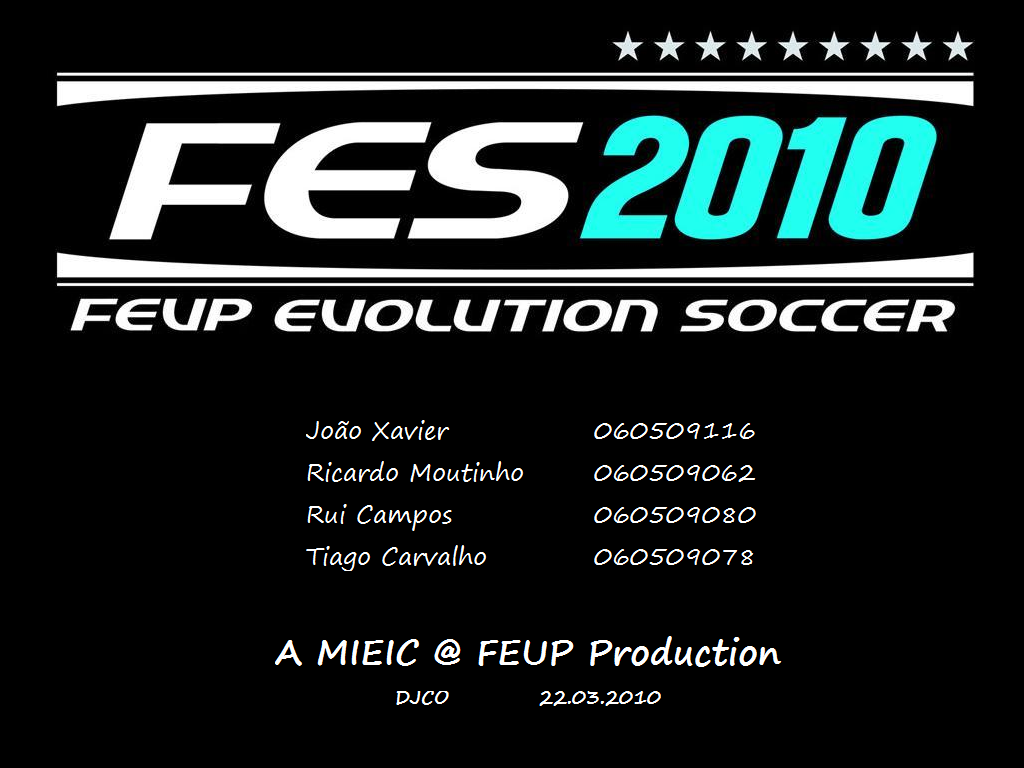 FES2010
FEUP EVOLUTION SOCCER
João Xavier 060509116
Ricardo Moutinho 060509062
Rui Campos 060509080
Tiago Carvalho 060509078
A MIEIC @ FEUP Production
DJCO 22.03.2010